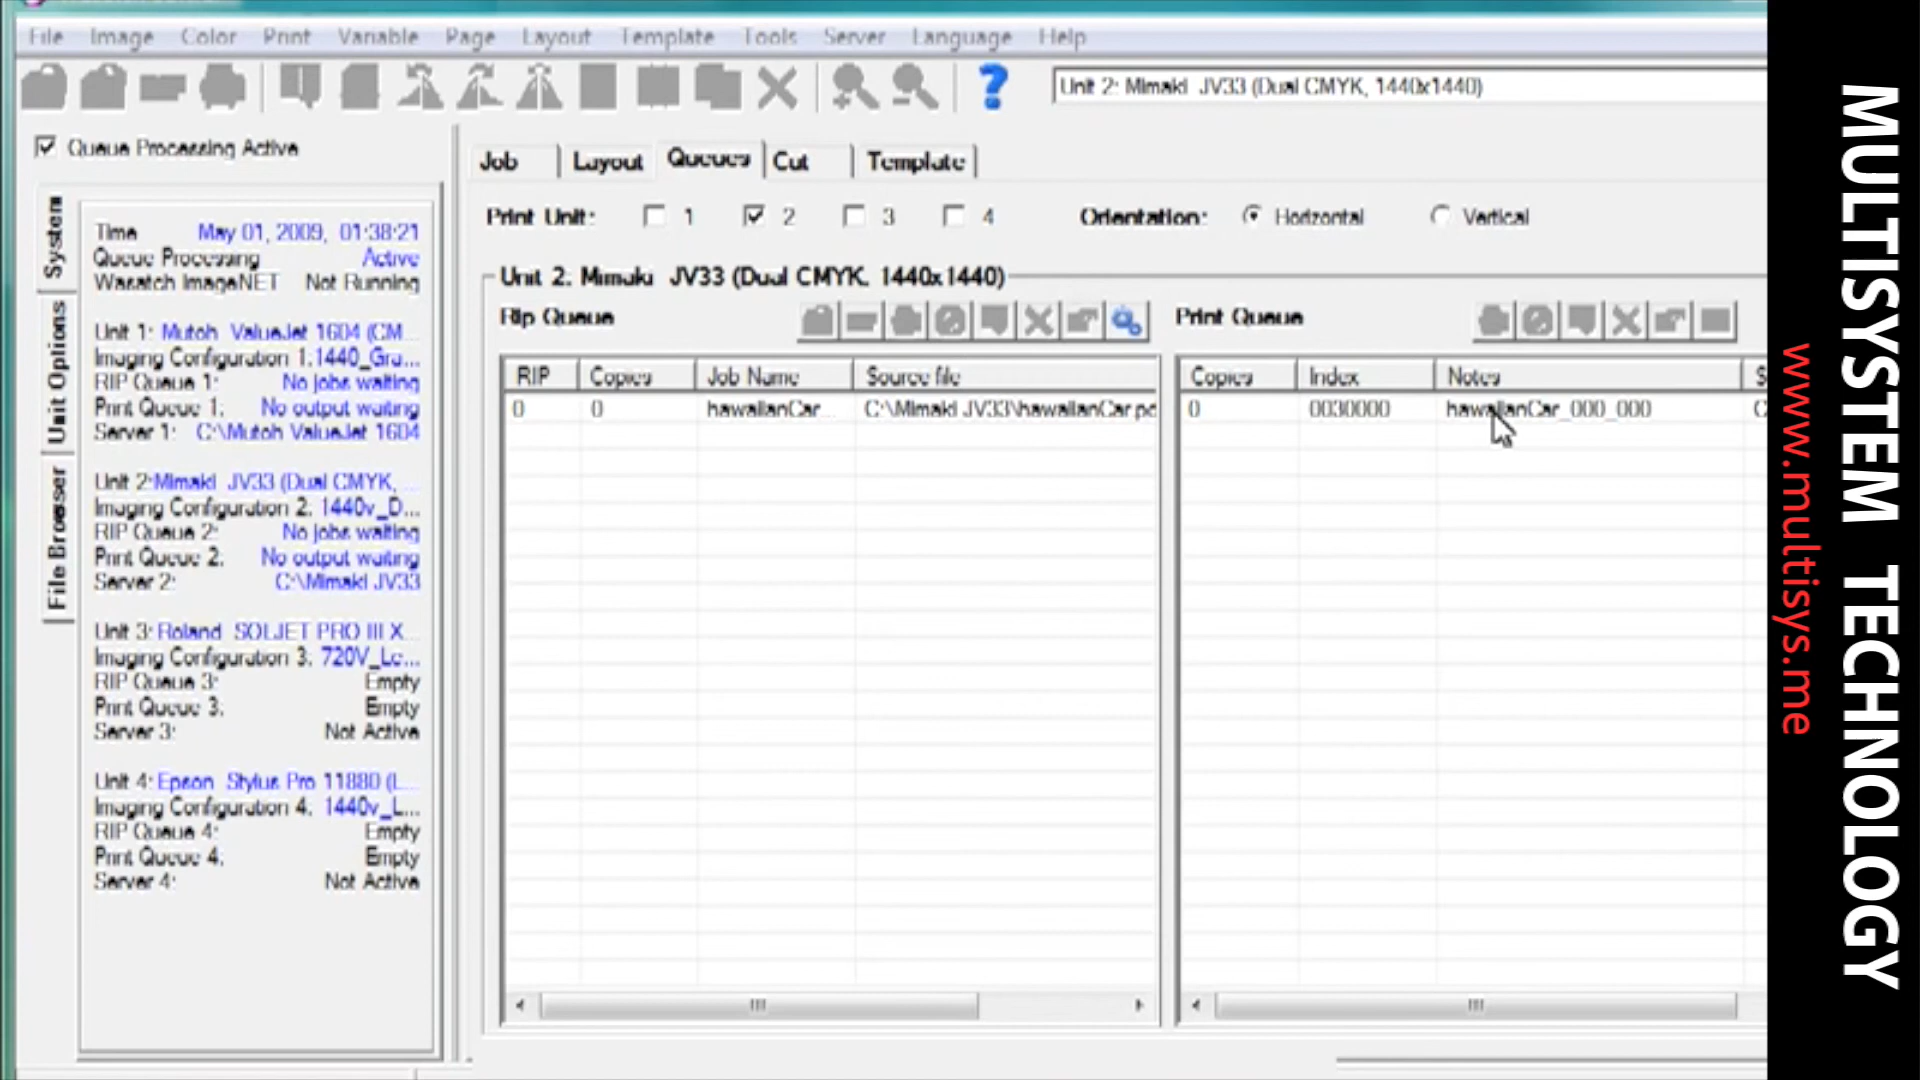 File Image Color Print Variable Page Layout Template Tools Server Language Help
Unit 2: Mimaki JV33 (Dual CMYK, 1440x1440)
Queue Processing Active
System
Unit Options
File Browser
Time May 01, 2009, 01:38:21
Queue Processing Active
Wasatch ImageNET Not Running
Unit 1: Mutoh ValueJet 1604 (CM...
Imaging Configuration 1:1440_Gra...
RIP Queue 1: No jobs waiting
Print Queue 1: No output waiting
Server 1: C:\Mutoh ValueJet 1604
Unit 2:Mimaki JV33 (Dual CMYK, ...
Imaging Configuration 2: 1440v_D...
RIP Queue 2: No jobs waiting
Print Queue 2: No output waiting
Server 2: C:\Mimaki JV33
Unit 3: Roland SOLJET PRO III X...
Imaging Configuration 3: 720V_Lc...
RIP Queue 3: Empty
Print Queue 3: Empty
Server 3: Not Active
Unit 4: Epson Stylus Pro 11880 (L...
Imaging Configuration 4: 1440v_L...
RIP Queue 4: Empty
Print Queue 4: Empty
Server 4: Not Active
Job Layout Queues Cut Template
Print Unit: 1 2 3 4 Orientation: Horizontal Vertical
Unit 2: Mimaki JV33 (Dual CMYK, 1440x1440)
Rip Queue
RIP Copies Job Name Source file
0 0 hawaiianCar... C:\Mimaki JV33\hawaiianCar.pd
Print Queue
Copies Index Notes S
0 0030000 hawaiianCar_000_000 C
MULTISYSTEM TECHNOLOGY
www.multisys.me